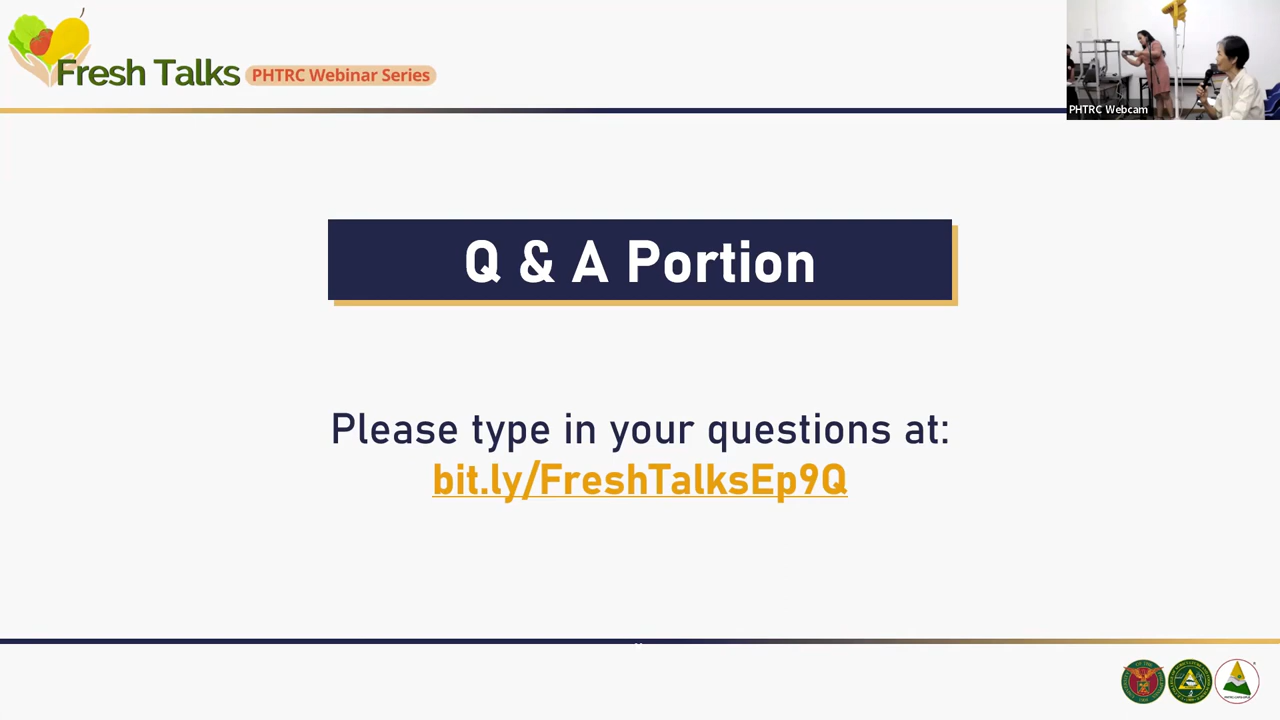 Fresh Talks PHTRC Webinar Series
PHTRC Webcam
Q & A Portion
Please type in your questions at:
bit.ly/FreshTalksEp9Q